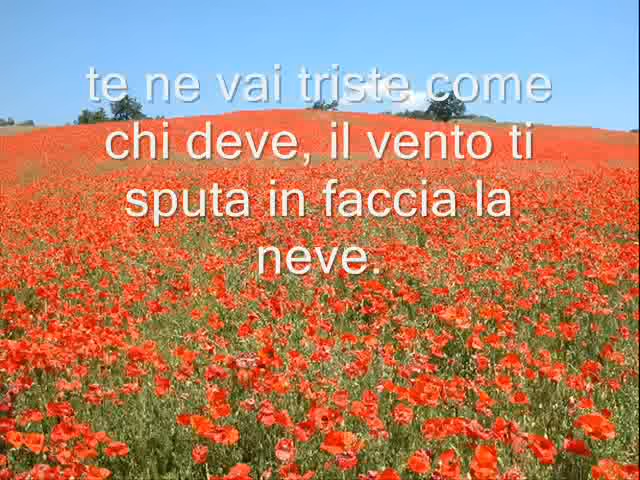 te ne vai triste come
chi deve, il vento ti
sputa in faccia la
neve.